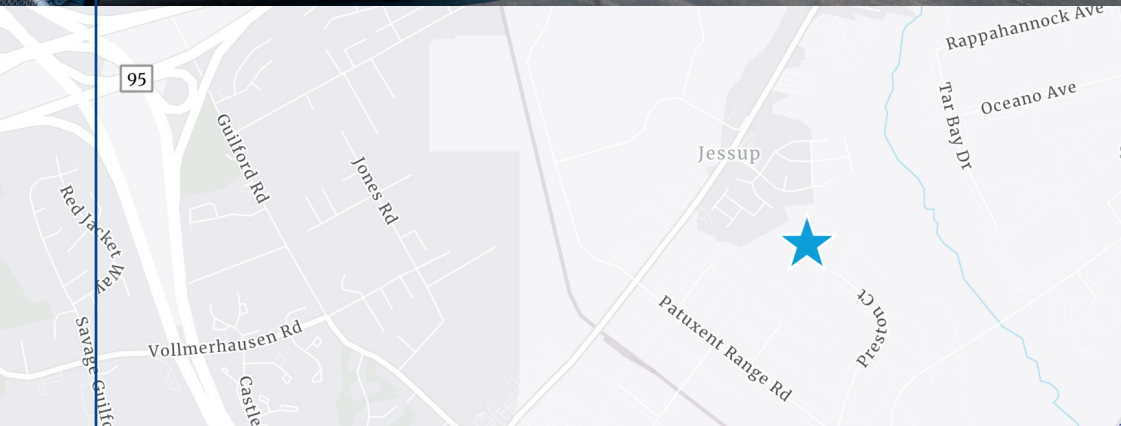 Rappahannock Ave
95
Oceano Ave
Tar Bay Dr
Guilford Rd
Jessup
Jones Rd
Red Jacket Way
Preston Ct
Patuxent Range Rd
Savage Guilfo
Vollmerhausen Rd
Castle